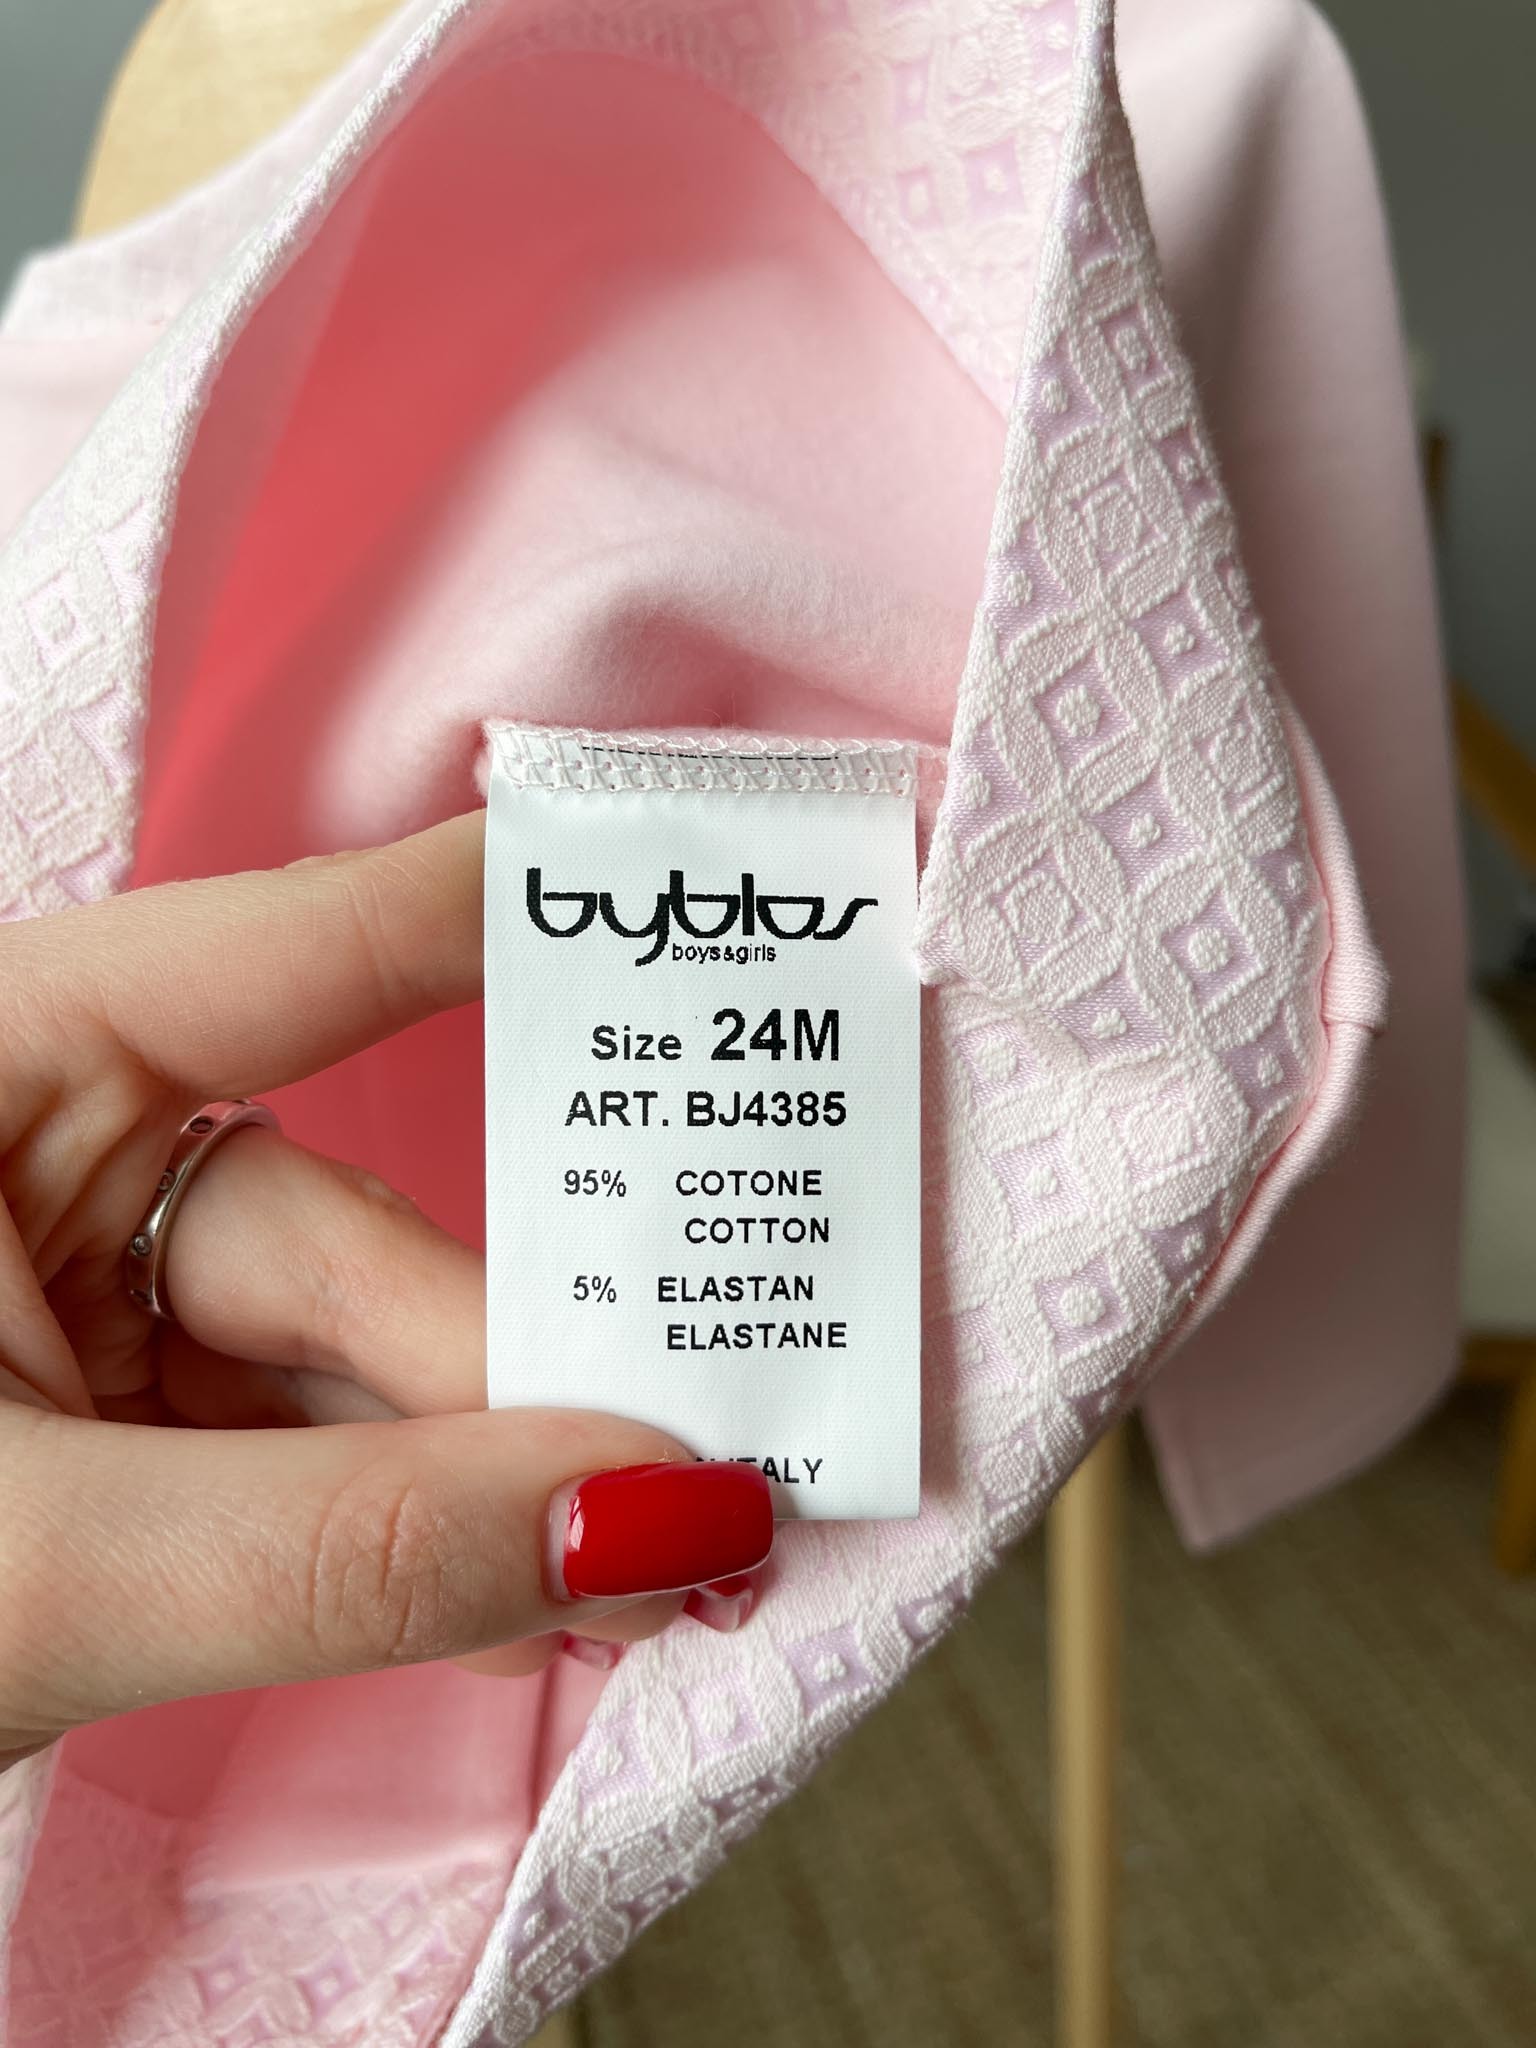 byblos
boys&girls
Size 24M
ART. BJ4385
95% COTONE
COTTON
5% ELASTAN
ELASTANE
ITALY